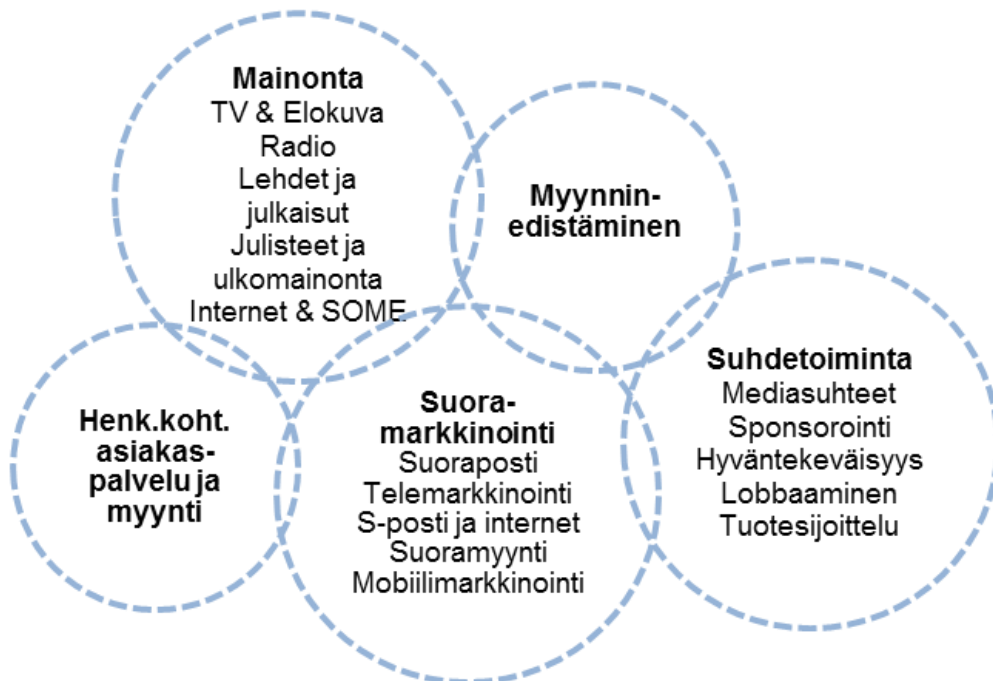 Mainonta
TV & Elokuva
Radio
Lehdet ja
julkaisut
Julisteet ja
ulkomainonta
Internet & SOME
Myynnin-
edistäminen
Henk.koht.
asiakas-
palvelu ja
myynti
Suora-
markkinointi
Suoraposti
Telemarkkinointi
S-posti ja internet
Suoramyynti
Mobiilimarkkinointi
Suhdetoiminta
Mediasuhteet
Sponsorointi
Hyväntekeväisyys
Lobbaaminen
Tuotesijoittelu